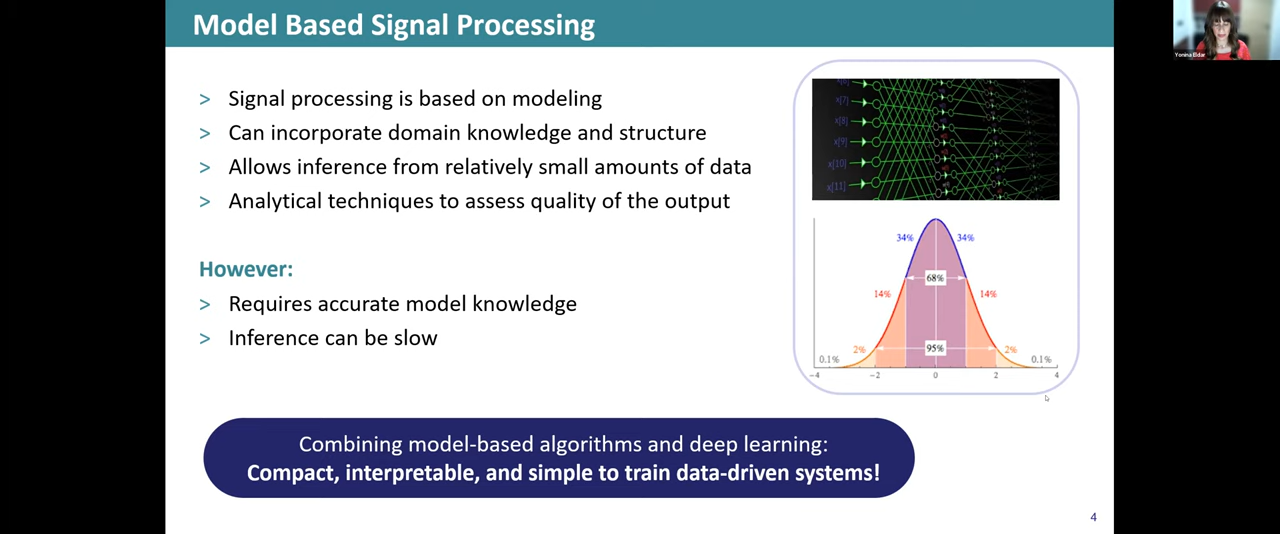 Model Based Signal Processing
Yonina Eldar
> Signal processing is based on modeling
> Can incorporate domain knowledge and structure
> Allows inference from relatively small amounts of data
> Analytical techniques to assess quality of the output
However:
> Requires accurate model knowledge
> Inference can be slow
x[7]
x[8]
x[9]
x[10]
x[11]
34% 34%
68%
14% 14%
95%
2% 2%
0.1% 0.1%
-4 -2 0 2 4
Combining model-based algorithms and deep learning:
Compact, interpretable, and simple to train data-driven systems!
4